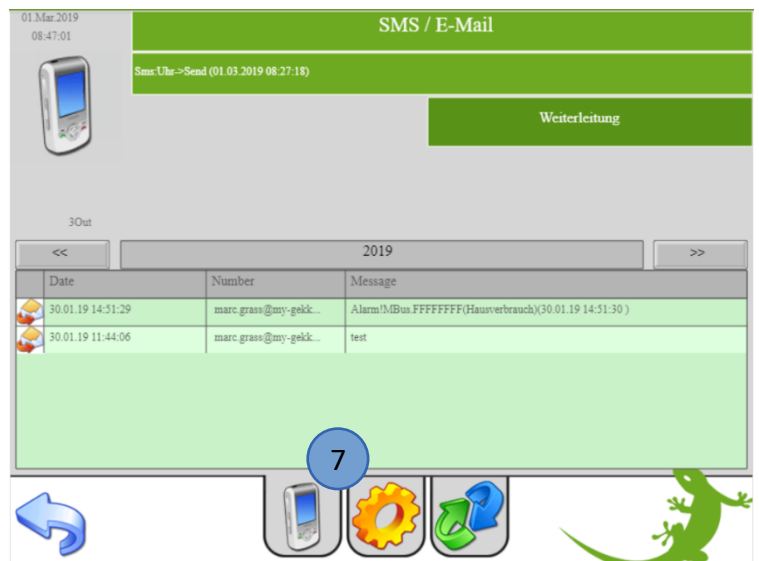 01.Mar.2019
08:47:01
SMS / E-Mail
Sms:Uhr->Send (01.03.2019 08:27:18)
Weiterleitung
3Out
<< 2019 >>
Date Number Message
30.01.19 14:51:29 marc.grass@my-gekk... Alarm!MBus.FFFFFFFF(Hausverbrauch)(30.01.19 14:51:30 )
30.01.19 11:44:06 marc.grass@my-gekk... test
7